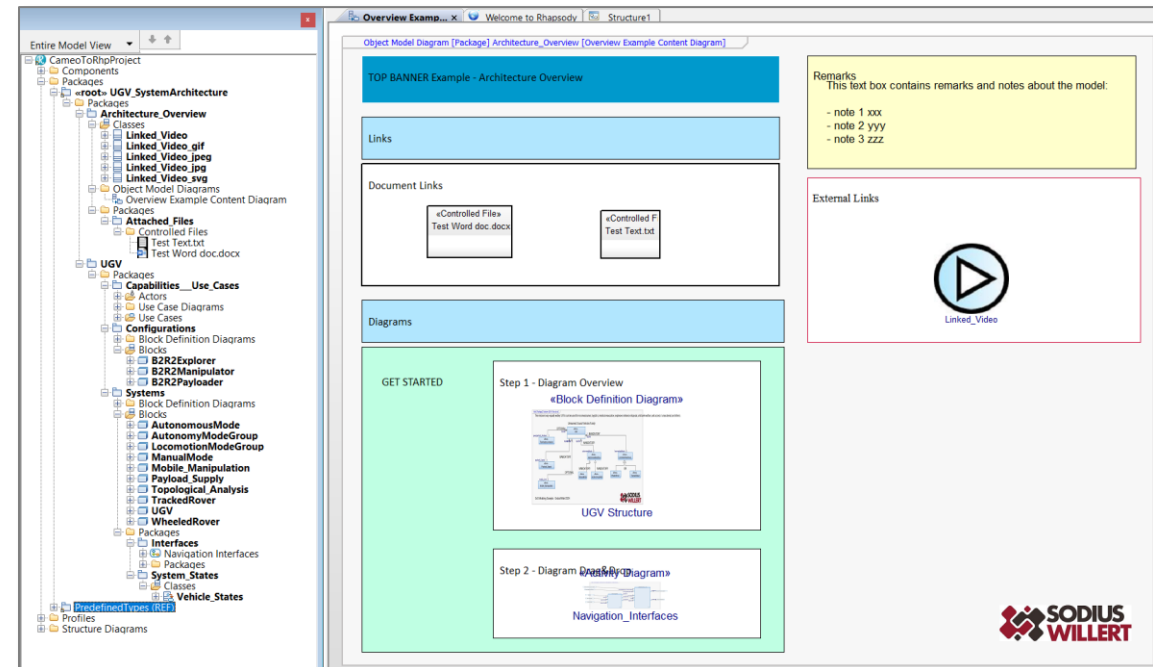 Overview Examp... ×
Welcome to Rhapsody
Structure1
Entire Model View
CameoToRhpProject
Components
Packages
«root» UGV_SystemArchitecture
Packages
Architecture_Overview
Classes
Linked_Video
Linked_Video_gif
Linked_Video_jpeg
Linked_Video_jpg
Linked_Video_svg
Object Model Diagrams
Overview Example Content Diagram
Packages
Attached_Files
Controlled Files
Test Text.txt
Test Word doc.docx
UGV
Packages
Capabilities__Use_Cases
Actors
Use Case Diagrams
Use Cases
Configurations
Block Definition Diagrams
Blocks
B2R2Explorer
B2R2Manipulator
B2R2Payloader
Systems
Block Definition Diagrams
Blocks
AutonomousMode
AutonomyModeGroup
LocomotionModeGroup
ManualMode
Mobile_Manipulation
Payload_Supply
Topological_Analysis
TrackedRover
UGV
WheeledRover
Packages
Interfaces
Navigation Interfaces
Packages
System_States
Classes
Vehicle_States
PredefinedTypes (REF)
Profiles
Structure Diagrams
Object Model Diagram [Package] Architecture_Overview [Overview Example Content Diagram]
TOP BANNER Example - Architecture Overview
Links
Document Links
«Controlled File»
Test Word doc.docx
«Controlled F
Test Text.txt
Diagrams
GET STARTED
Step 1 - Diagram Overview
«Block Definition Diagram»
UGV Structure
Step 2 - Diagram Drag&Drop
«Activity Diagram»
Navigation_Interfaces
Remarks
This text box contains remarks and notes about the model:
- note 1 xxx
- note 2 yyy
- note 3 zzz
External Links
Linked_Video
SODIUS
WILLERT